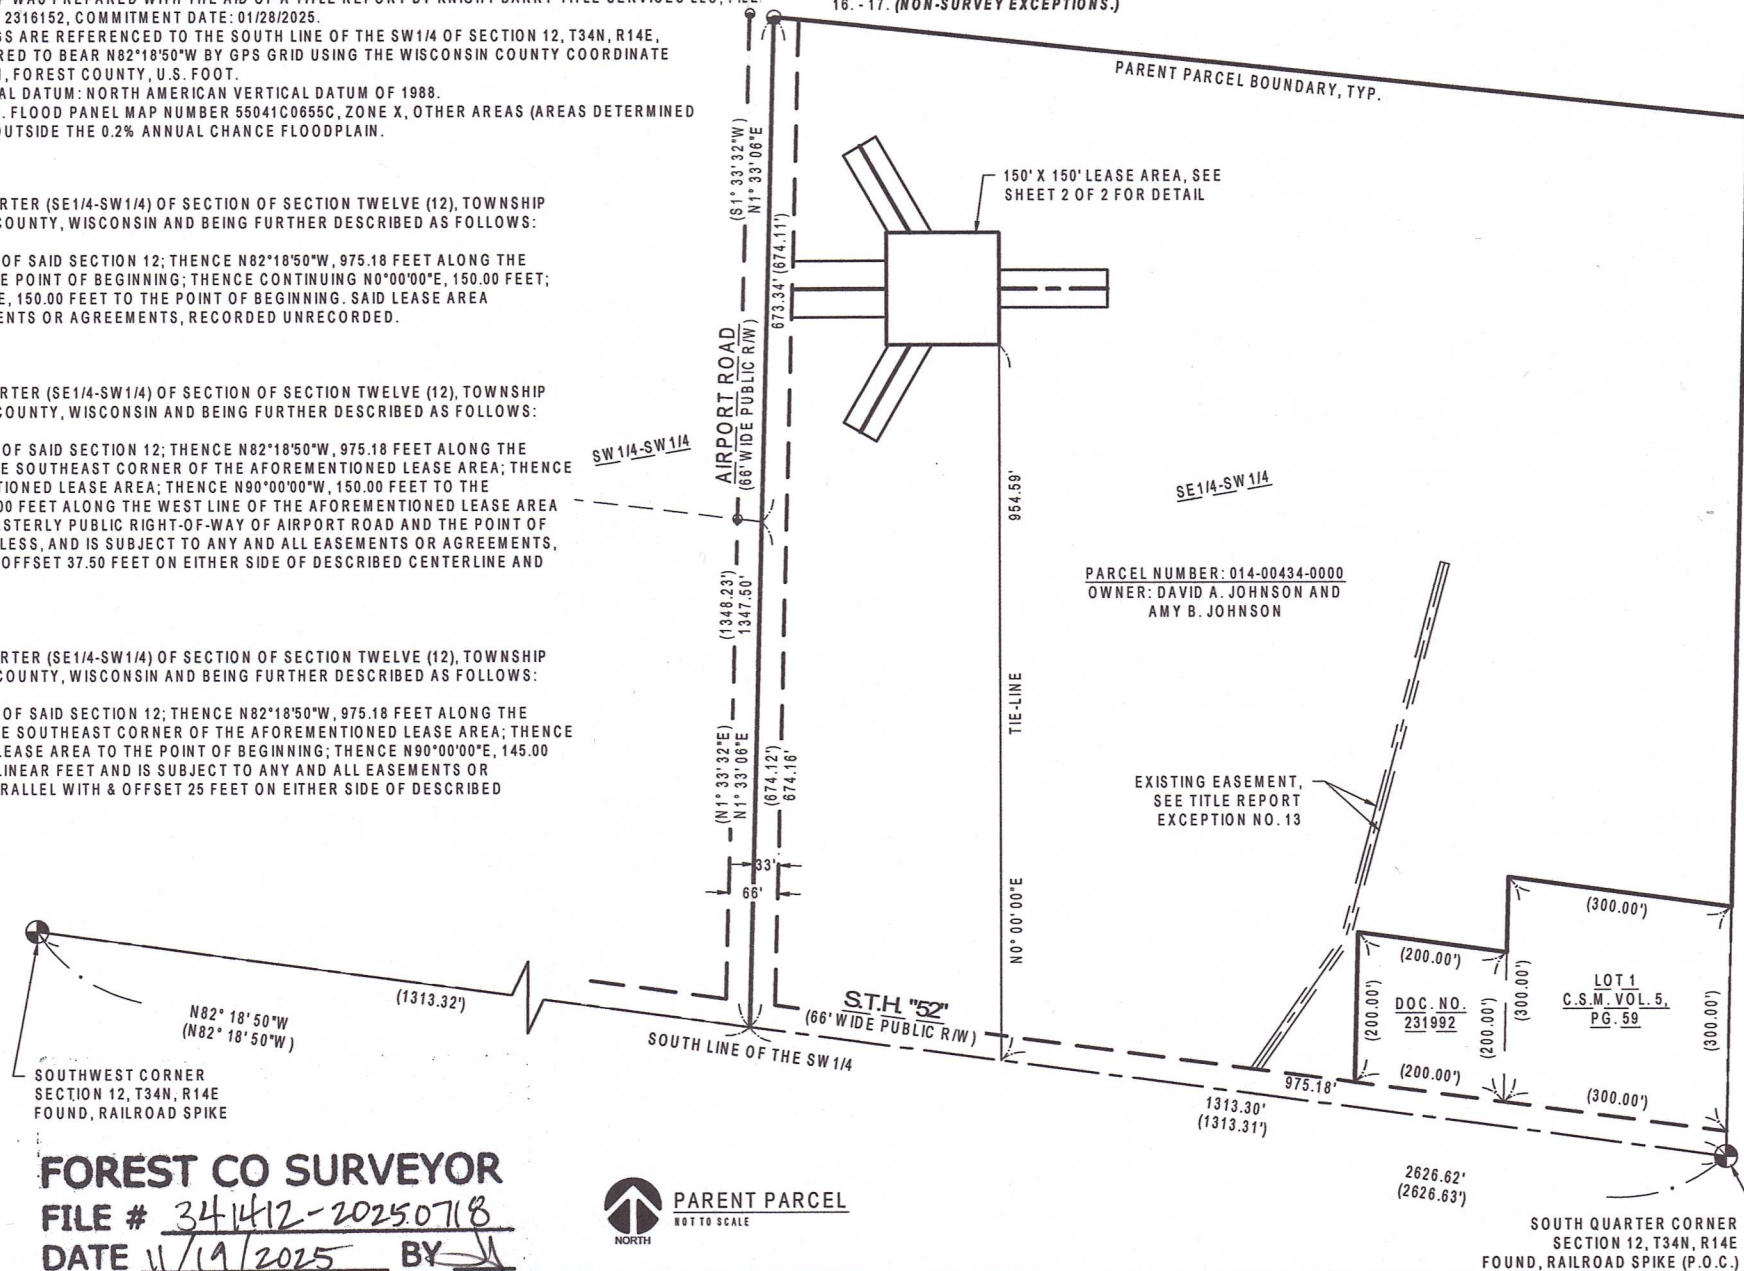 WAS PREPARED WITH THE AID OF A TITLE REPORT BY KNIGHT BARRY TITLE SERVICES LLC, FILE
2316152, COMMITMENT DATE: 01/28/2025.
GS ARE REFERENCED TO THE SOUTH LINE OF THE SW1/4 OF SECTION 12, T34N, R14E,
RED TO BEAR N82°18'50"W BY GPS GRID USING THE WISCONSIN COUNTY COORDINATE
, FOREST COUNTY, U.S. FOOT.
AL DATUM: NORTH AMERICAN VERTICAL DATUM OF 1988.
. FLOOD PANEL MAP NUMBER 55041C0655C, ZONE X, OTHER AREAS (AREAS DETERMINED
OUTSIDE THE 0.2% ANNUAL CHANCE FLOODPLAIN.
RTER (SE1/4-SW1/4) OF SECTION OF SECTION TWELVE (12), TOWNSHIP
COUNTY, WISCONSIN AND BEING FURTHER DESCRIBED AS FOLLOWS:
OF SAID SECTION 12; THENCE N82°18'50"W, 975.18 FEET ALONG THE
E POINT OF BEGINNING; THENCE CONTINUING N0°00'00"E, 150.00 FEET;
E, 150.00 FEET TO THE POINT OF BEGINNING. SAID LEASE AREA
ENTS OR AGREEMENTS, RECORDED UNRECORDED.
RTER (SE1/4-SW1/4) OF SECTION OF SECTION TWELVE (12), TOWNSHIP
COUNTY, WISCONSIN AND BEING FURTHER DESCRIBED AS FOLLOWS:
OF SAID SECTION 12; THENCE N82°18'50"W, 975.18 FEET ALONG THE
E SOUTHEAST CORNER OF THE AFOREMENTIONED LEASE AREA; THENCE
TIONED LEASE AREA; THENCE N90°00'00"W, 150.00 FEET TO THE
00 FEET ALONG THE WEST LINE OF THE AFOREMENTIONED LEASE AREA
ASTERLY PUBLIC RIGHT-OF-WAY OF AIRPORT ROAD AND THE POINT OF
LESS, AND IS SUBJECT TO ANY AND ALL EASEMENTS OR AGREEMENTS,
OFFSET 37.50 FEET ON EITHER SIDE OF DESCRIBED CENTERLINE AND
RTER (SE1/4-SW1/4) OF SECTION OF SECTION TWELVE (12), TOWNSHIP
COUNTY, WISCONSIN AND BEING FURTHER DESCRIBED AS FOLLOWS:
OF SAID SECTION 12; THENCE N82°18'50"W, 975.18 FEET ALONG THE
E SOUTHEAST CORNER OF THE AFOREMENTIONED LEASE AREA; THENCE
LEASE AREA TO THE POINT OF BEGINNING; THENCE N90°00'00"E, 145.00
LINEAR FEET AND IS SUBJECT TO ANY AND ALL EASEMENTS OR
RALLEL WITH & OFFSET 25 FEET ON EITHER SIDE OF DESCRIBED
16. - 17. (NON-SURVEY EXCEPTIONS.)
PARENT PARCEL BOUNDARY, TYP.
150' X 150' LEASE AREA, SEE
SHEET 2 OF 2 FOR DETAIL
(S1° 33'32"W)
N1° 33'06"E
673.34' (674.11')
AIRPORT ROAD
(66' WIDE PUBLIC R/W)
SW1/4-SW1/4
SE1/4-SW1/4
954.59'
TIE-LINE
N0° 00'00"E
PARCEL NUMBER: 014-00434-0000
OWNER: DAVID A. JOHNSON AND
AMY B. JOHNSON
(1348.23')
1347.50'
(N1° 33'32"E)
N1° 33'06"E
(674.12')
674.16'
33'
66'
EXISTING EASEMENT,
SEE TITLE REPORT
EXCEPTION NO. 13
(300.00')
(200.00')
(200.00')
DOC. NO.
231992
(200.00')
(300.00')
LOT 1
C.S.M. VOL. 5,
PG. 59
(300.00')
(200.00')
(300.00')
(1313.32')
N82° 18'50"W
(N82° 18'50"W)
S.T.H. "52"
(66' WIDE PUBLIC R/W)
SOUTH LINE OF THE SW1/4
975.18'
1313.30'
(1313.31')
2626.62'
(2626.63')
SOUTHWEST CORNER
SECTION 12, T34N, R14E
FOUND, RAILROAD SPIKE
SOUTH QUARTER CORNER
SECTION 12, T34N, R14E
FOUND, RAILROAD SPIKE (P.O.C.)
FOREST CO SURVEYOR
FILE # 341412-2025.0718
DATE 11/19/2025 BY
NORTH
PARENT PARCEL
NOT TO SCALE